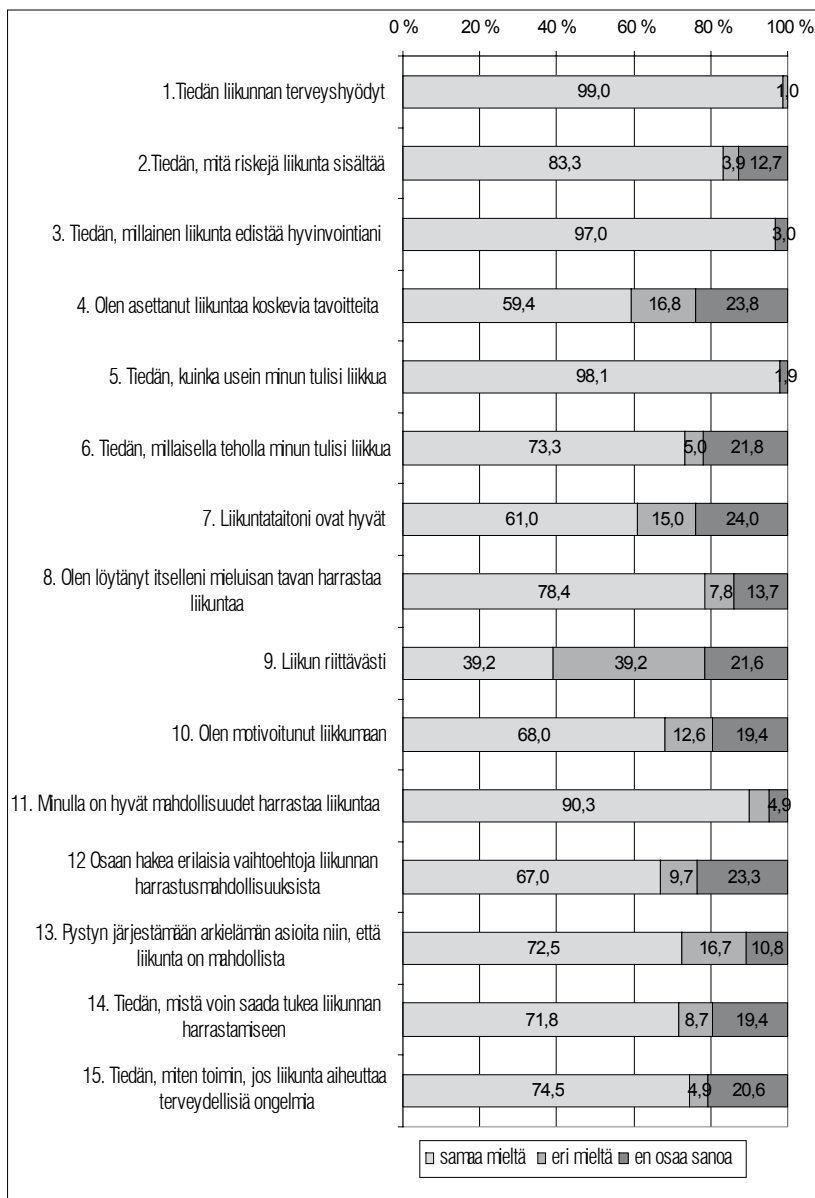 0 % 20 % 40 % 60 % 80 % 100 %
1.Tiedän liikunnan terveyshyödyt 99,0 1,0
2.Tiedän, mitä riskejä liikunta sisältää 83,3 3,9 12,7
3. Tiedän, millainen liikunta edistää hyvinvointiani 97,0 3,0
4. Olen asettanut liikuntaa koskevia tavoitteita 59,4 16,8 23,8
5. Tiedän, kuinka usein minun tulisi liikkua 98,1 1,9
6. Tiedän, millaisella teholla minun tulisi liikkua 73,3 5,0 21,8
7. Liikuntataitoni ovat hyvät 61,0 15,0 24,0
8. Olen löytänyt itselleni mieluisan tavan harrastaa
liikuntaa 78,4 7,8 13,7
9. Liikun riittävästi 39,2 39,2 21,6
10. Olen motivoitunut liikkumaan 68,0 12,6 19,4
11. Minulla on hyvät mahdollisuudet harrastaa liikuntaa 90,3 4,9
12 Osaan hakea erilaisia vaihtoehtoja liikunnan
harrastusmahdollisuuksista 67,0 9,7 23,3
13. Pystyn järjestämään arkielämän asioita niin, että
liikunta on mahdollista 72,5 16,7 10,8
14. Tiedän, mistä voin saada tukea liikunnan
harrastamiseen 71,8 8,7 19,4
15. Tiedän, miten toimin, jos liikunta aiheuttaa
terveydellisiä ongelmia 74,5 4,9 20,6
samaa mieltä eri mieltä en osaa sanoa